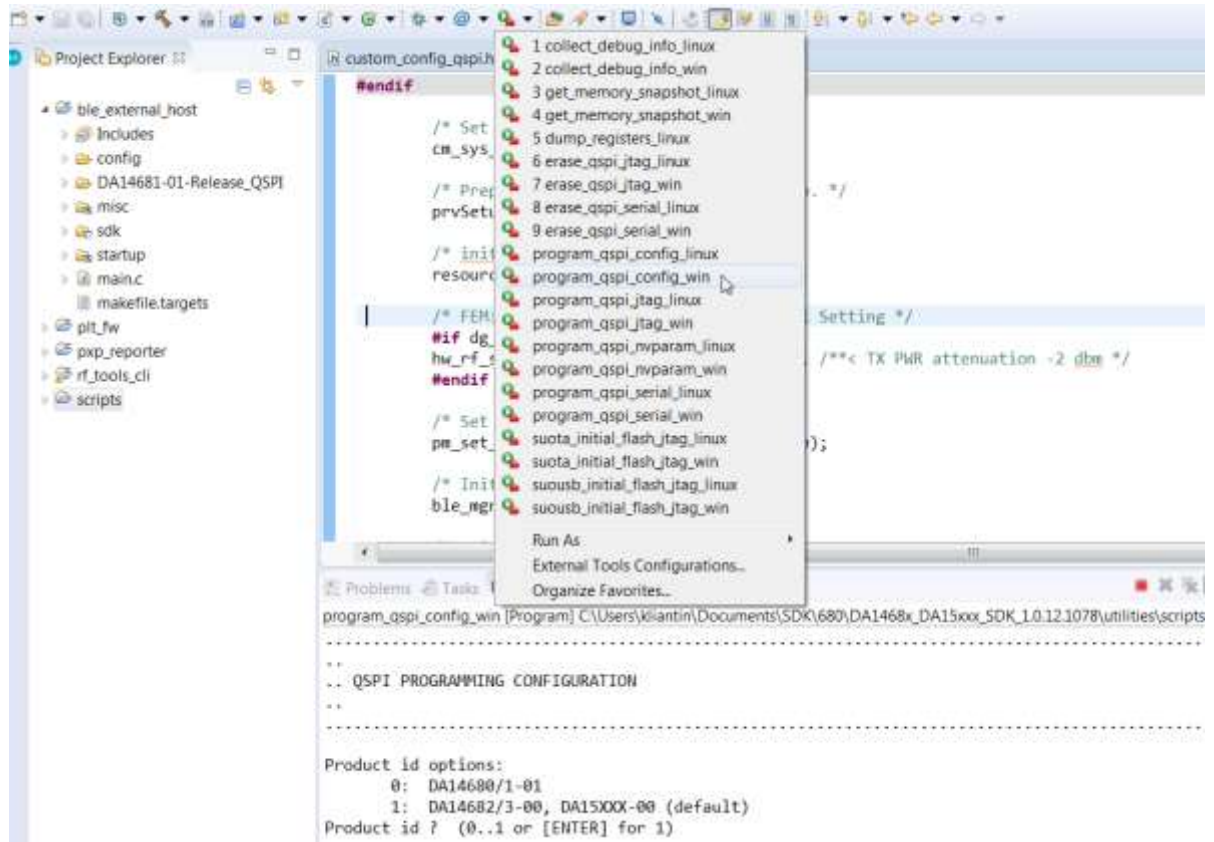 Project Explorer
ble_external_host
Includes
config
DA14681-01-Release_QSPI
misc
sdk
startup
main.c
makefile.targets
plt_fw
pxp_reporter
rf_tools_cli
scripts
custom_config_qspi.h
#endif
/* Set
cm_sys_
/* Prep
. */
prvSetu
/* init
resourc
/* FEM
Setting */
#if dg_
hw_rf_s
/**< TX PWR attenuation -2 dbm */
#endif
/* Set
pm_set_
);
/* Init
ble_mgr
1 collect_debug_info_linux
2 collect_debug_info_win
3 get_memory_snapshot_linux
4 get_memory_snapshot_win
5 dump_registers_linux
6 erase_qspi_jtag_linux
7 erase_qspi_jtag_win
8 erase_qspi_serial_linux
9 erase_qspi_serial_win
program_qspi_config_linux
program_qspi_config_win
program_qspi_jtag_linux
program_qspi_jtag_win
program_qspi_nvparam_linux
program_qspi_nvparam_win
program_qspi_serial_linux
program_qspi_serial_win
suota_initial_flash_jtag_linux
suota_initial_flash_jtag_win
suousb_initial_flash_jtag_linux
suousb_initial_flash_jtag_win
Run As
External Tools Configurations...
Organize Favorites...
Problems Tasks
program_qspi_config_win [Program] C:\Users\kliantin\Documents\SDK\680\DA1468x_DA15xxx_SDK_1.0.12.1078\utilities\scripts
..
.. QSPI PROGRAMMING CONFIGURATION
..
Product id options:
0: DA14680/1-01
1: DA14682/3-00, DA15XXX-00 (default)
Product id ? (0..1 or [ENTER] for 1)